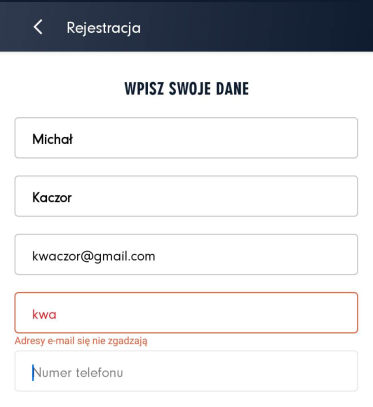 Rejestracja
WPISZ SWOJE DANE
Michał
Kaczor
kwaczor@gmail.com
kwa
Adresy e-mail się nie zgadzają
Numer telefonu